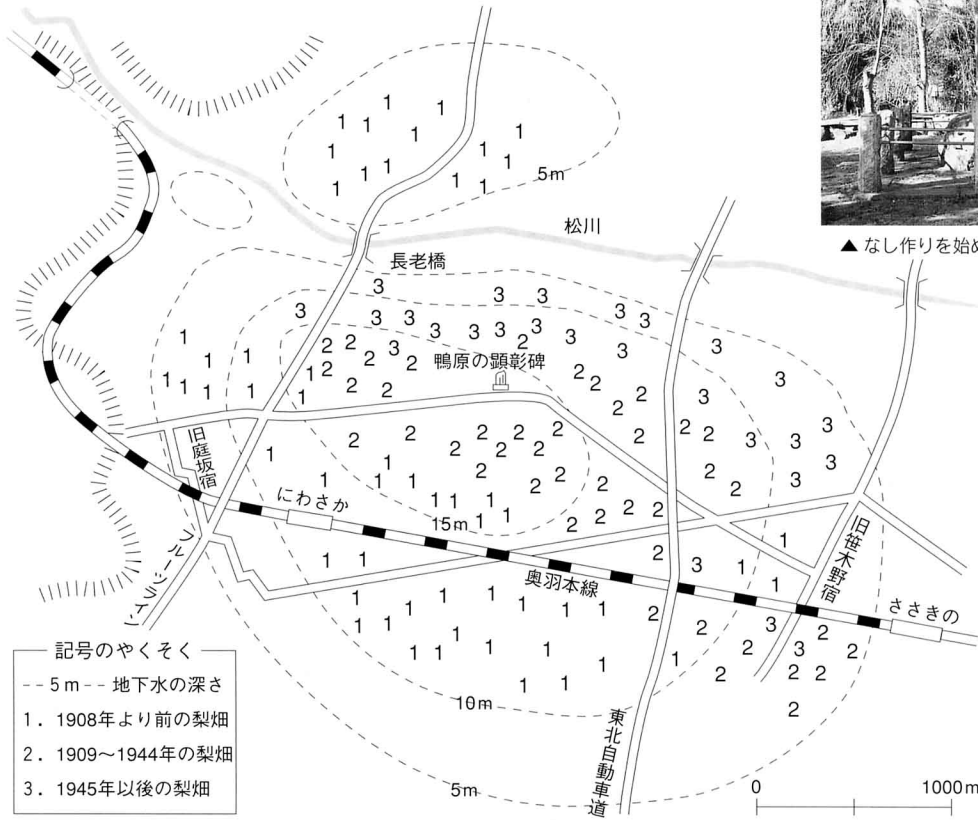 ▲ なし作りを始め
5m
松川
長老橋
鴨原の顕彰碑
旧庭坂宿
にわさか
15m
フルーツライン
奥羽本線
旧笹木野宿
ささきの
10m
東北自動車道
5m
0 1000m
記号のやくそく
--5m-- 地下水の深さ
1. 1908年より前の梨畑
2. 1909〜1944年の梨畑
3. 1945年以後の梨畑